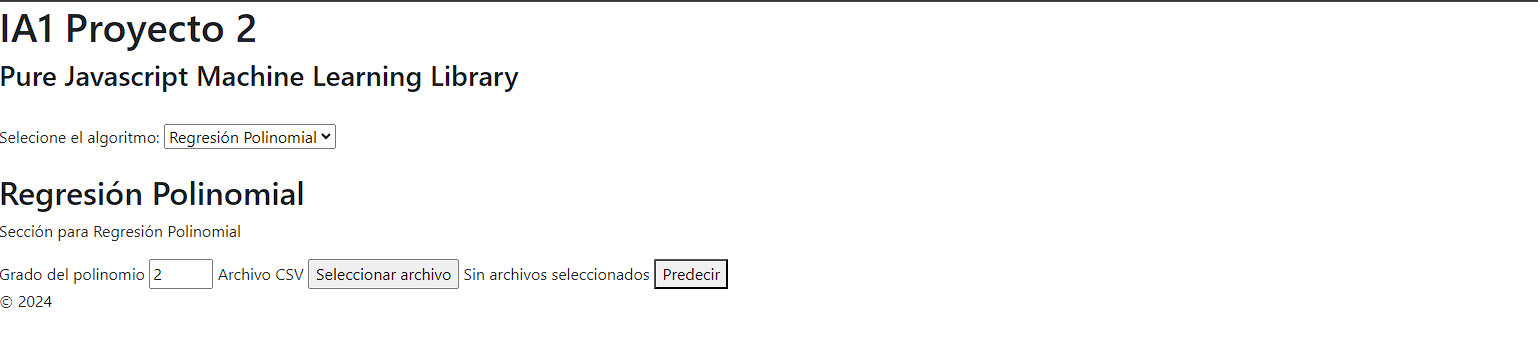 IA1 Proyecto 2
Pure Javascript Machine Learning Library
Selecione el algoritmo: Regresión Polinomial
Regresión Polinomial
Sección para Regresión Polinomial
Grado del polinomio 2 Archivo CSV Seleccionar archivo Sin archivos seleccionados Predecir
© 2024